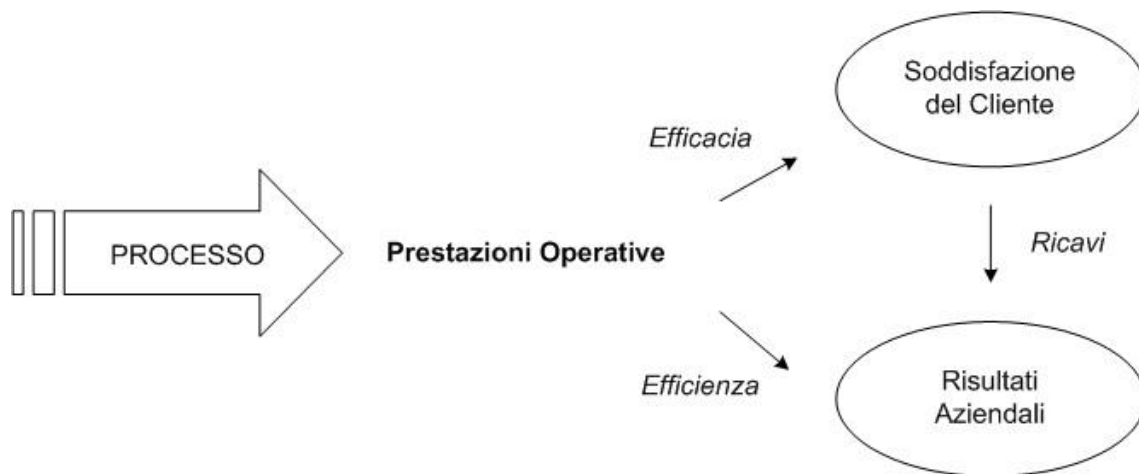 Soddisfazione
del Cliente
Efficacia
PROCESSO
Prestazioni Operative
Ricavi
Efficienza
Risultati
Aziendali